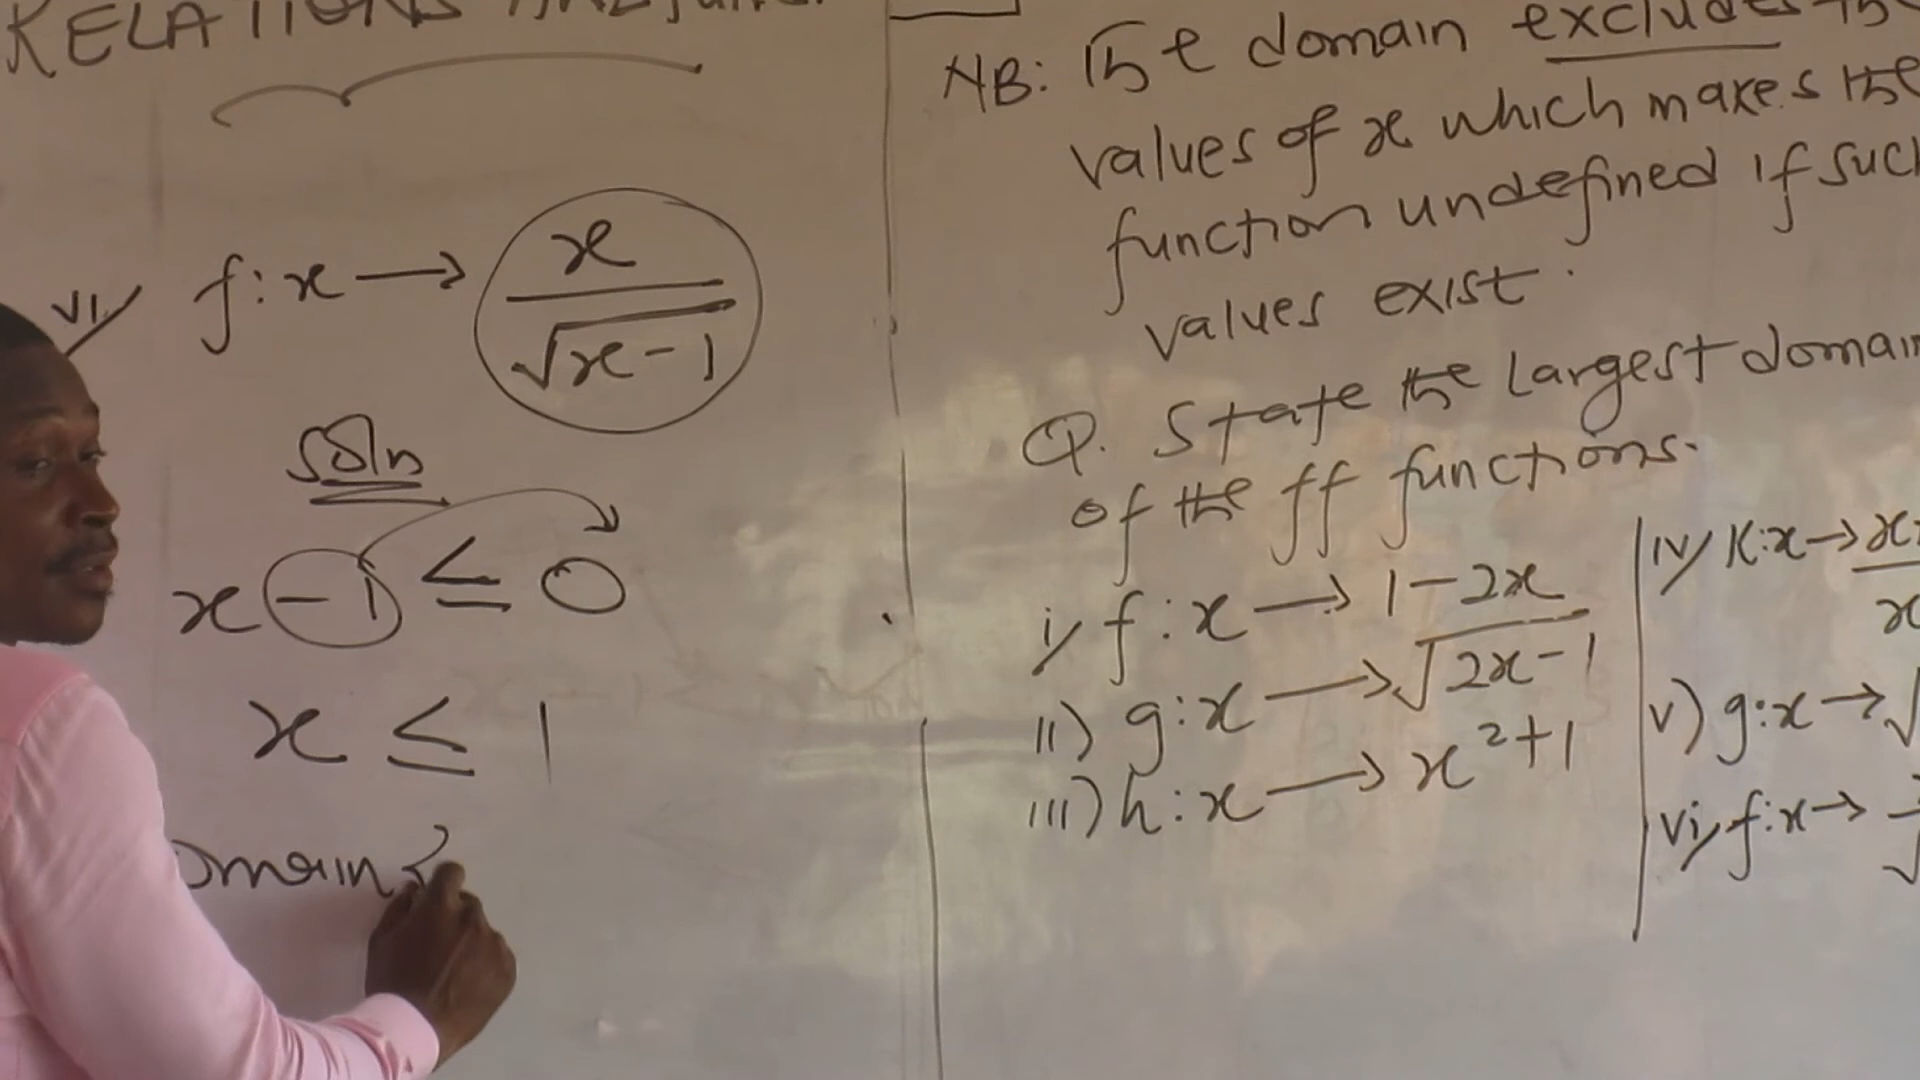 RELATIONS
vi/ f:x → x/√(x-1)
Soln
x - 1 ≤ 0
x ≤ 1
omain {
NB: The domain excludes the
values of x which makes the
function undefined if such
values exist.
Q. State the largest domain
of the ff functions.
i/ f:x → 1-2x
ii) g:x → √(2x-1)
iii) h:x → x²+1
iv/ K:x → x
x
v) g:x → √
vi/ f:x → √